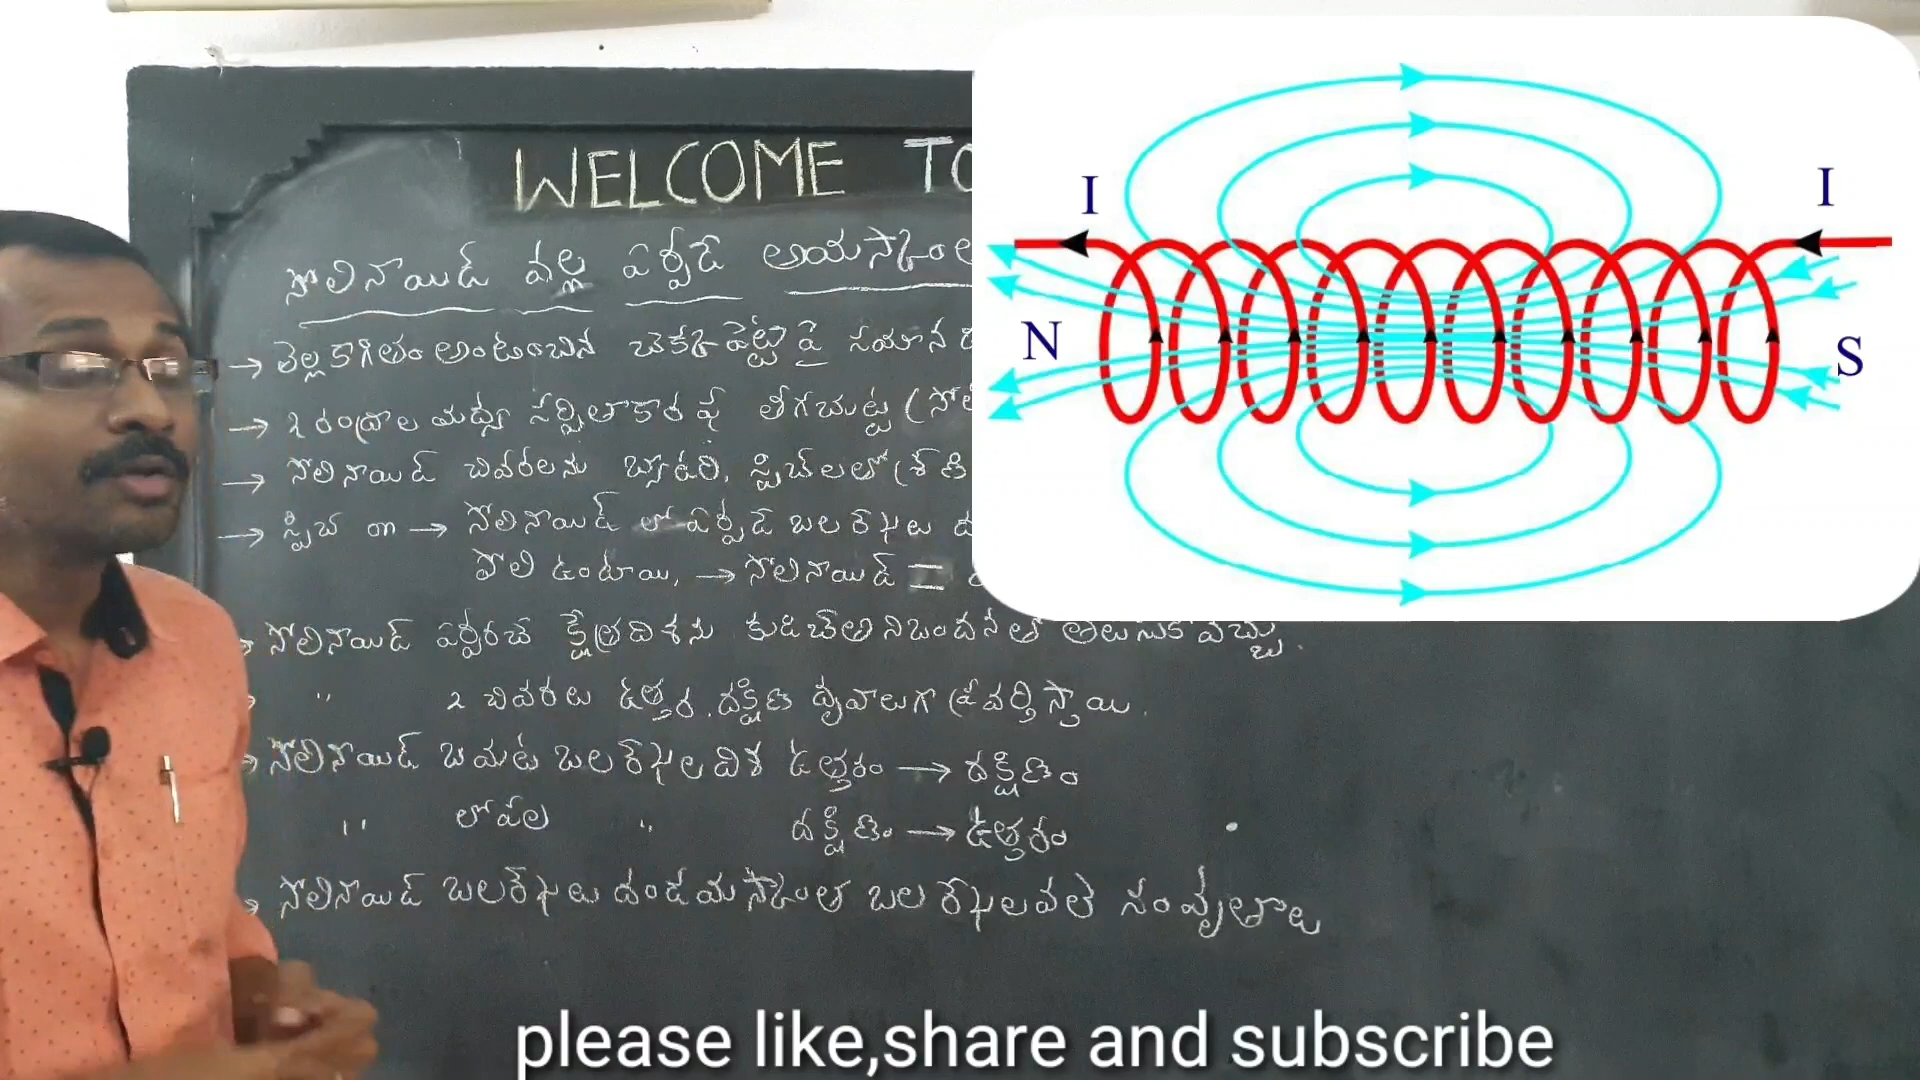 WELCOME TO
సోలినాయిడ్ వల్ల ఏర్పడే అయస్కాంత
→ తెల్ల కాగితం అంటించిన చెక్క పెట్టె పై సమాన
→ 2 రంధ్రాల మధ్య సర్పిలాకార తీగచుట్ట (సోలి
→ సోలినాయిడ్ చివరలను బ్యాటరీ, స్విచ్‌లలో శ్రేణి
→ స్విచ్ on → సోలినాయిడ్ లో ఏర్పడే బలరేఖలు
పోలి ఉంటాయి. → సోలినాయిడ్ =
→ సోలినాయిడ్ ఏర్పరచే క్షేత్రదిశను కుడిచేతి నిబంధనతో తెలుసుకోవచ్చు.
" 2 చివరలు ఉత్తర, దక్షిణ ధృవాలుగా ప్రవర్తిస్తాయి.
→ సోలినాయిడ్ బయట బలరేఖల దిశ ఉత్తరం → దక్షిణం
" లోపల " దక్షిణం → ఉత్తరం
→ సోలినాయిడ్ బలరేఖలు దండయస్కాంత బలరేఖలవలె సంవృతాలు
I I
N S
please like,share and subscribe